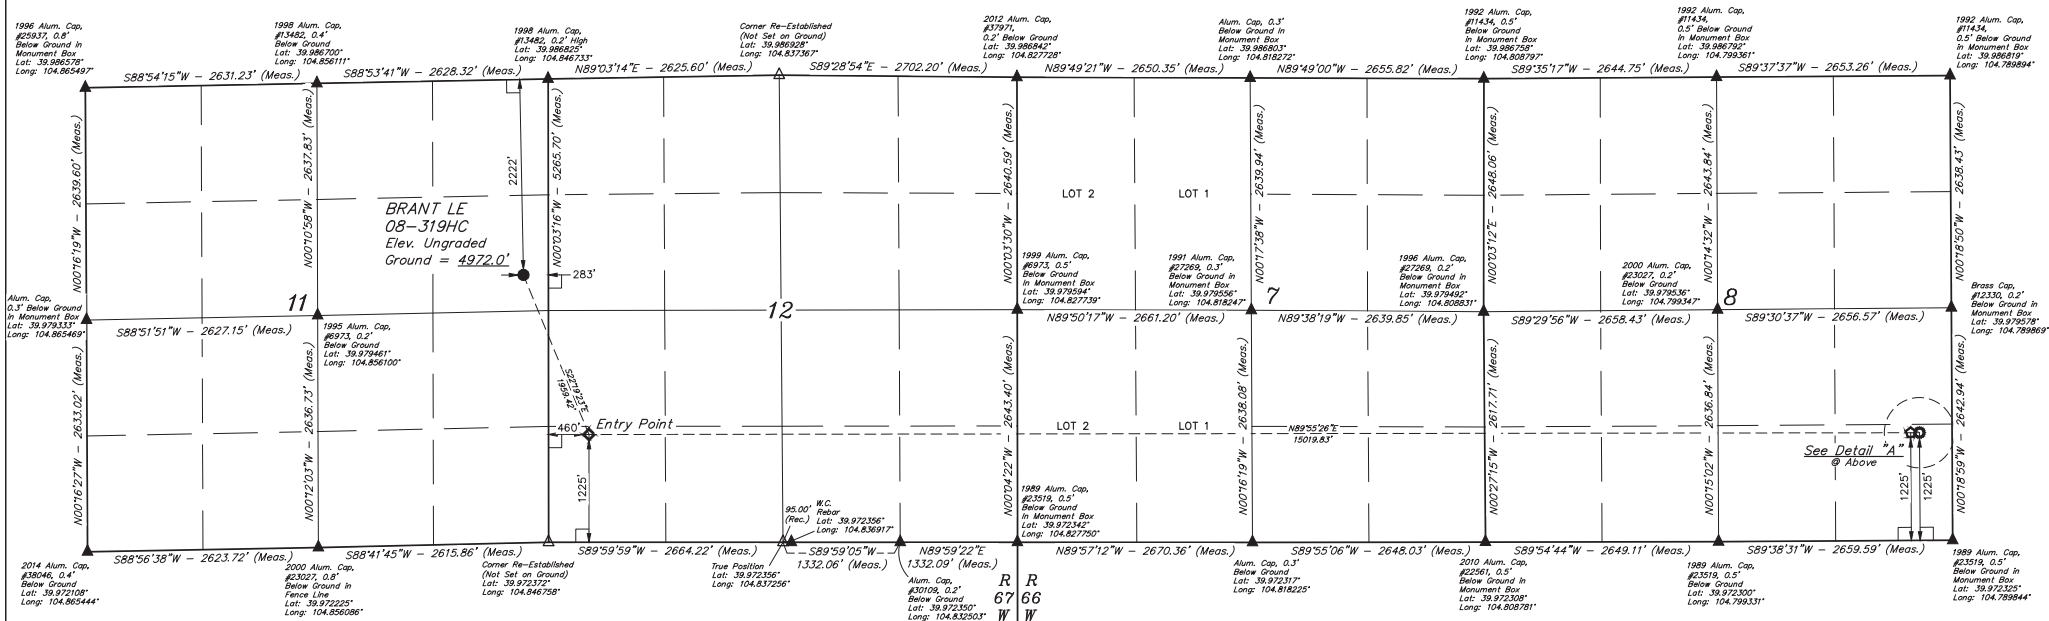 1996 Alum. Cap,
#25937, 0.8'
Below Ground in
Monument Box
Lat: 39.986578°
Long: 104.865497°
1998 Alum. Cap,
#13482, 0.4'
Below Ground
Lat: 39.986700°
Long: 104.856111°
1998 Alum. Cap,
#13482, 0.2' High
Lat: 39.986825°
Long: 104.846733°
Corner Re-Established
(Not Set on Ground)
Lat: 39.986928°
Long: 104.837367°
2012 Alum. Cap,
#37971,
0.2' Below Ground
Lat: 39.986842°
Long: 104.827728°
Alum. Cap, 0.3'
Below Ground in
Monument Box
Lat: 39.986803°
Long: 104.818272°
1992 Alum. Cap,
#11434, 0.5'
Below Ground in
Monument Box
Lat: 39.986758°
Long: 104.808797°
1992 Alum. Cap,
#11434,
0.5' Below Ground
in Monument Box
Lat: 39.986792°
Long: 104.799361°
1992 Alum. Cap,
#11434,
0.5' Below Ground
in Monument Box
Lat: 39.986819°
Long: 104.789894°
S88°54'15"W - 2631.23' (Meas.)
S88°53'41"W - 2628.32' (Meas.)
N89°03'14"E - 2625.60' (Meas.)
S89°28'54"E - 2702.20' (Meas.)
N89°49'21"W - 2650.35' (Meas.)
N89°49'00"W - 2655.82' (Meas.)
S89°35'17"W - 2644.75' (Meas.)
S89°37'37"W - 2653.26' (Meas.)
N00°16'19"W - 2639.60' (Meas.)
N00°10'58"W - 2637.83' (Meas.)
2222'
N00°03'16"W - 5265.70' (Meas.)
N00°03'30"W - 2640.59' (Meas.)
N00°17'38"W - 2639.94' (Meas.)
N00°03'12"E - 2648.06' (Meas.)
N00°14'32"W - 2643.84' (Meas.)
N00°18'50"W - 2638.43' (Meas.)
LOT 2
LOT 1
BRANT LE
08-319HC
Elev. Ungraded
Ground = 4972.0'
283'
Alum. Cap,
0.3' Below Ground
in Monument Box
Lat: 39.979333°
Long: 104.865469°
11
12
7
8
1999 Alum. Cap,
#6973, 0.5'
Below Ground
In Monument Box
Lat: 39.979594°
Long: 104.827739°
1991 Alum. Cap,
#27269, 0.3'
Below Ground in
Monument Box
Lat: 39.979556°
Long: 104.818247°
1996 Alum. Cap,
#27269, 0.2'
Below Ground in
Monument Box
Lat: 39.979492°
Long: 104.808831°
2000 Alum. Cap,
#23027, 0.2'
Below Ground
Lat: 39.979536°
Long: 104.799347°
Brass Cap,
#12330, 0.2'
Below Ground in
Monument Box
Lat: 39.979578°
Long: 104.789869°
S88°51'51"W - 2627.15' (Meas.)
1995 Alum. Cap,
#6973, 0.2'
Below Ground
Lat: 39.979461°
Long: 104.856100°
N89°50'17"W - 2661.20' (Meas.)
N89°38'19"W - 2639.85' (Meas.)
S89°29'56"W - 2658.43' (Meas.)
S89°30'37"W - 2656.57' (Meas.)
N00°16'27"W - 2633.02' (Meas.)
N00°12'03"W - 2636.73' (Meas.)
1959.42'
460'
Entry Point
1225'
N00°04'22"W - 2643.40' (Meas.)
LOT 2
LOT 1
N00°16'19"W - 2638.08' (Meas.)
N89°55'26"E
15019.83'
N00°27'15"W - 2617.71' (Meas.)
N00°15'02"W - 2636.84' (Meas.)
See Detail "A"
@ Above
1225'
1225'
N00°18'59"W - 2642.94' (Meas.)
95.00'
(Rec.)
W.C.
Rebar
Lat: 39.972356°
Long: 104.836917°
1989 Alum. Cap,
#23519, 0.5'
Below Ground
In Monument Box
Lat: 39.972342°
Long: 104.827750°
S88°56'38"W - 2623.72' (Meas.)
S88°41'45"W - 2615.86' (Meas.)
S89°59'59"W - 2664.22' (Meas.)
S89°59'05"W
1332.06' (Meas.)
N89°59'22"E
1332.09' (Meas.)
N89°57'12"W - 2670.36' (Meas.)
S89°55'06"W - 2648.03' (Meas.)
S89°54'44"W - 2649.11' (Meas.)
S89°38'31"W - 2659.59' (Meas.)
2014 Alum. Cap,
#38046, 0.4'
Below Ground
Lat: 39.972108°
Long: 104.865444°
2000 Alum. Cap,
#23027, 0.8'
Below Ground in
Fence Line
Lat: 39.972225°
Long: 104.856086°
Corner Re-Established
(Not Set on Ground)
Lat: 39.972372°
Long: 104.846758°
True Position
Lat: 39.972356°
Long: 104.837256°
Alum. Cap,
#30109, 0.2'
Below Ground
Lat: 39.972350°
Long: 104.832503°
R R
67 66
W W
Alum. Cap, 0.3'
Below Ground
Lat: 39.972317°
Long: 104.818225°
2010 Alum. Cap,
#22561, 0.5'
Below Ground in
Monument Box
Lat: 39.972308°
Long: 104.808781°
1989 Alum. Cap,
#23519, 0.5'
Below Ground
Lat: 39.972300°
Long: 104.799331°
1989 Alum. Cap,
#23519, 0.5'
Below Ground in
Monument Box
Lat: 39.972325°
Long: 104.789844°